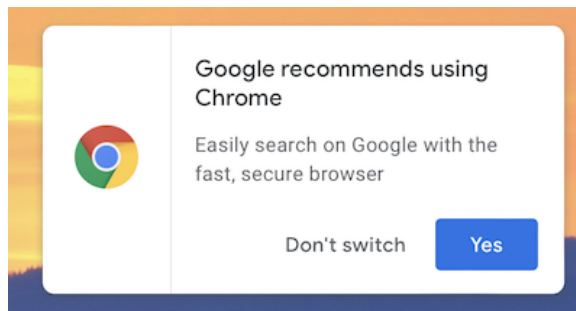 Google recommends using
Chrome
Easily search on Google with the
fast, secure browser
Don't switch
Yes